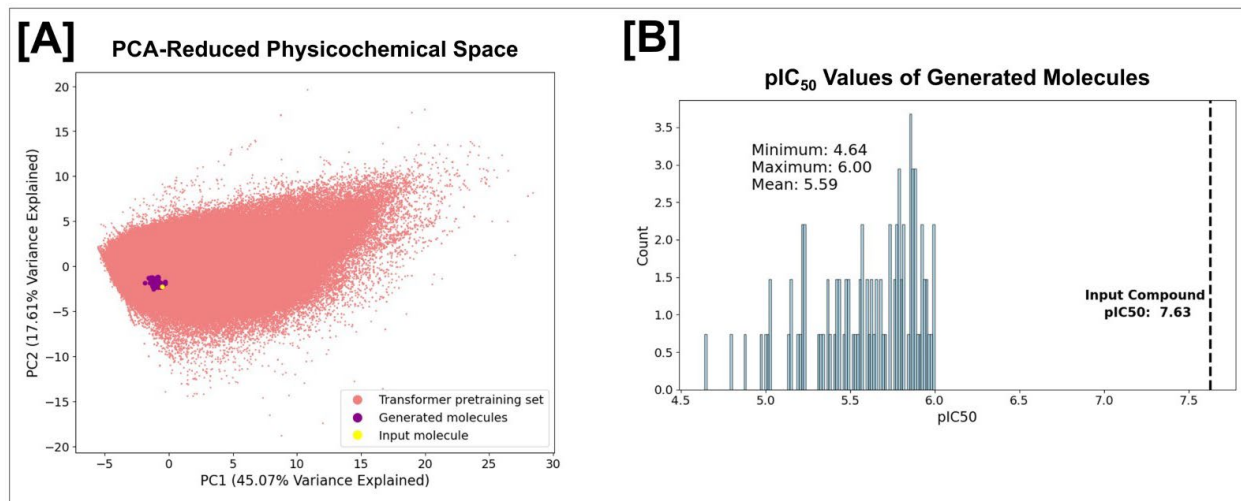 [A]
PCA-Reduced Physicochemical Space
20
15
10
5
0
−5
−10
−15
−20
PC2 (17.61% Variance Explained)
Transformer pretraining set
Generated molecules
Input molecule
−5 0 5 10 15 20 25 30
PC1 (45.07% Variance Explained)
[B]
pIC50 Values of Generated Molecules
3.5
3.0
2.5
2.0
1.5
1.0
0.5
0.0
Count
Minimum: 4.64
Maximum: 6.00
Mean: 5.59
Input Compound
pIC50: 7.63
4.5 5.0 5.5 6.0 6.5 7.0 7.5
pIC50